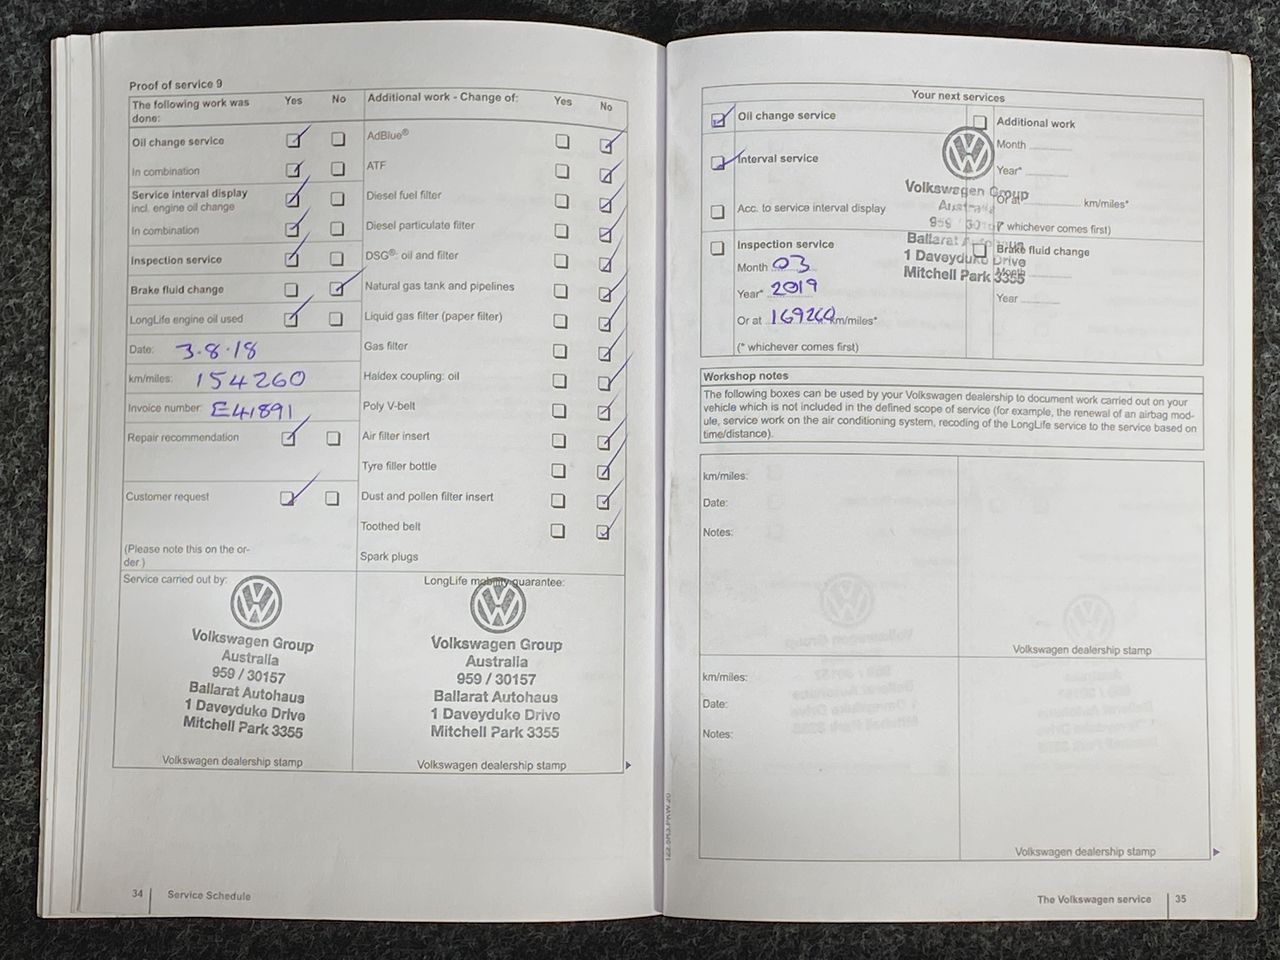 Proof of service 9
The following work was done: Yes No
Oil change service
In combination
Service interval display
incl. engine oil change
In combination
Inspection service
Brake fluid change
LongLife engine oil used
Date: 3.8.18
km/miles: 154260
Invoice number: E41891
Repair recommendation
Customer request
(Please note this on the or-
der.)
Additional work - Change of: Yes No
AdBlue®
ATF
Diesel fuel filter
Diesel particulate filter
DSG®: oil and filter
Natural gas tank and pipelines
Liquid gas filter (paper filter)
Gas filter
Haldex coupling: oil
Poly V-belt
Air filter insert
Tyre filler bottle
Dust and pollen filter insert
Toothed belt
Spark plugs
Service carried out by:
Volkswagen Group
Australia
959 / 30157
Ballarat Autohaus
1 Daveyduke Drive
Mitchell Park 3355
Volkswagen dealership stamp
LongLife mobility guarantee:
Volkswagen Group
Australia
959 / 30157
Ballarat Autohaus
1 Daveyduke Drive
Mitchell Park 3355
Volkswagen dealership stamp
34 Service Schedule
Your next services
Oil change service
Interval service
Acc. to service interval display
Inspection service
Month 03
Year* 2019
Or at 169260 km/miles*
(* whichever comes first)
Additional work
Month
Year*
Or at km/miles*
(* whichever comes first)
Brake fluid change
Month
Year
Volkswagen Group
Ballarat
1 Daveyduke Drive
Mitchell Park 3355
Workshop notes
The following boxes can be used by your Volkswagen dealership to document work carried out on your
vehicle which is not included in the defined scope of service (for example, the renewal of an airbag mod-
ule, service work on the air conditioning system, recoding of the LongLife service to the service based on
time/distance).
km/miles:
Date:
Notes:
Volkswagen dealership stamp
km/miles:
Date:
Notes:
Volkswagen dealership stamp
The Volkswagen service 35